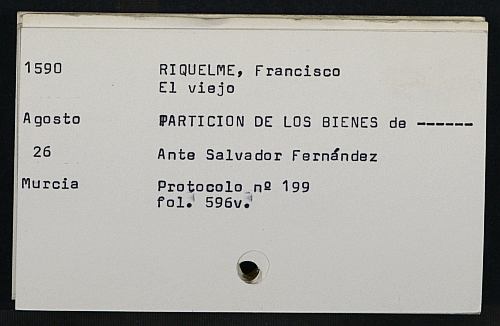 1590 RIQUELME, Francisco
El viejo
Agosto PARTICION DE LOS BIENES de ------
26 Ante Salvador Fernández
Murcia Protocolo nº 199
fol. 596v.